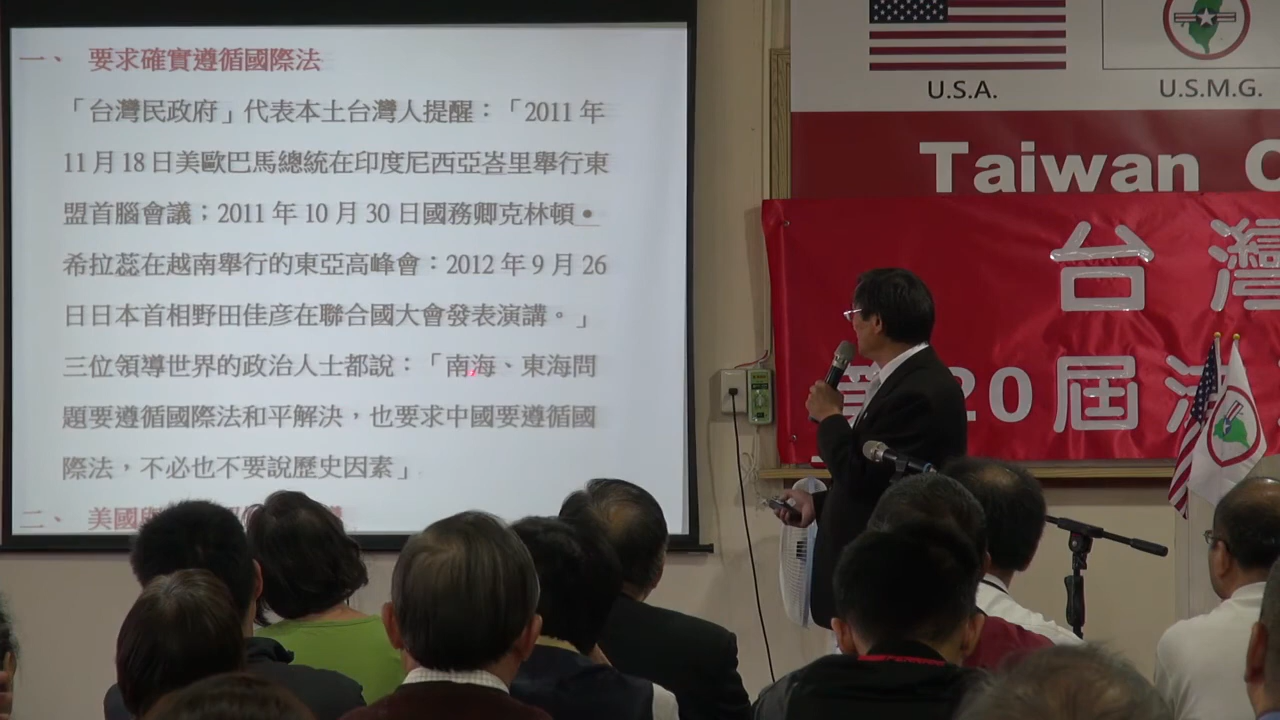 一、 要求確實遵循國際法
「台灣民政府」代表本土台灣人提醒：「2011 年
11 月 18 日美歐巴馬總統在印度尼西亞峇里舉行東
盟首腦會議；2011 年 10 月 30 日國務卿克林頓•
希拉蕊在越南舉行的東亞高峰會：2012 年 9 月 26
日日本首相野田佳彦在聯合國大會發表演講。」
三位領導世界的政治人士都說：「南海、東海問
題要遵循國際法和平解決，也要求中國要遵循國
際法，不必也不要說歷史因素」
二、 美國
U.S.A.
U.S.M.G.
Taiwan C
台灣
20屆法